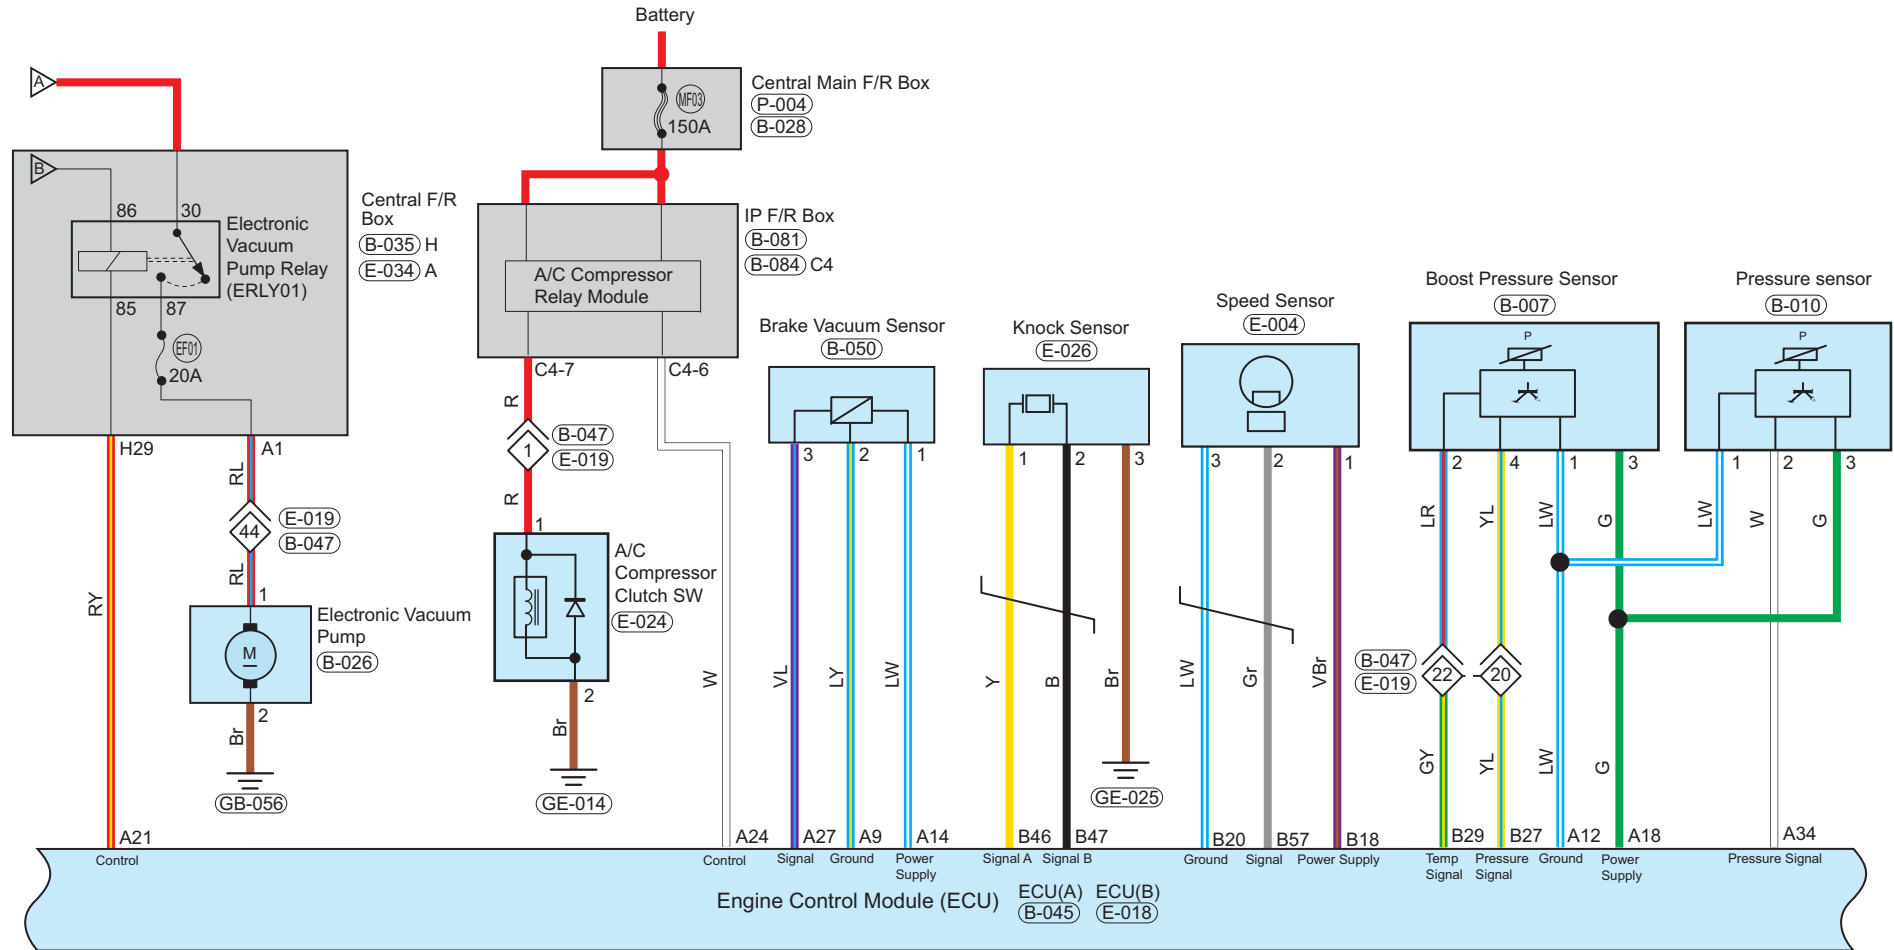 Battery
A
MF03
150A
Central Main F/R Box
P-004
B-028
B
86
30
Electronic
Vacuum
Pump Relay
(ERLY01)
85
87
EF01
20A
Central F/R
Box
B-035 H
E-034 A
IP F/R Box
B-081
B-084 C4
A/C Compressor
Relay Module
C4-7
C4-6
H29
A1
RL
44
E-019
B-047
RL
RY
1
Electronic Vacuum
Pump
B-026
M
2
Br
GB-056
R
1
B-047
E-019
R
1
A/C
Compressor
Clutch SW
E-024
2
Br
GE-014
W
Brake Vacuum Sensor
B-050
3
2
1
VL
LY
LW
Knock Sensor
E-026
1
2
3
Y
B
Br
GE-025
Speed Sensor
E-004
3
2
1
LW
Gr
VBr
Boost Pressure Sensor
B-007
P
2
4
1
3
LR
YL
LW
G
B-047
E-019
22
20
GY
YL
LW
G
Pressure sensor
B-010
P
1
2
3
LW
W
G
A21
A24
A27
A9
A14
B46
B47
B20
B57
B18
B29
B27
A12
A18
A34
Control
Control
Signal
Ground
Power
Supply
Signal A
Signal B
Ground
Signal
Power Supply
Temp
Signal
Pressure
Signal
Ground
Power
Supply
Pressure Signal
Engine Control Module (ECU)
ECU(A)
B-045
ECU(B)
E-018